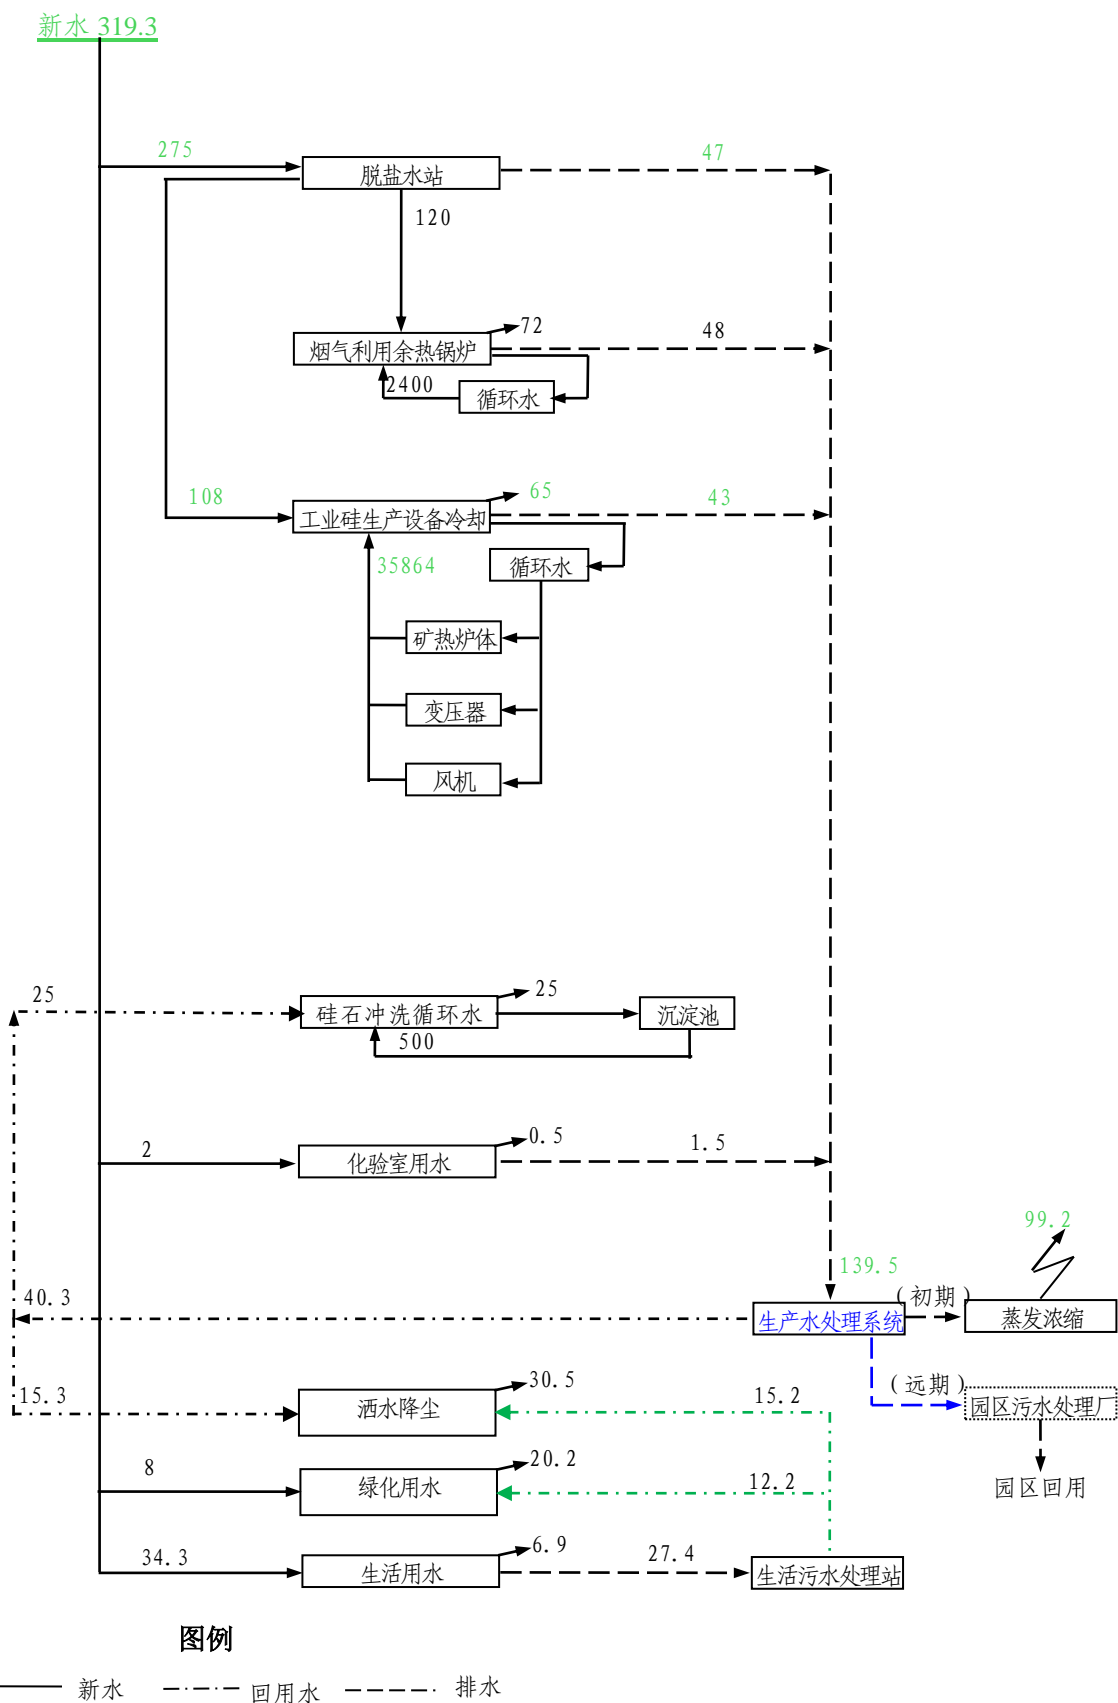 新水 319.3
275
脱盐水站
47
120
烟气利用余热锅炉
72
48
2400
循环水
108
工业硅生产设备冷却
65
43
35864
循环水
矿热炉体
变压器
风机
25
硅石冲洗循环水
25
沉淀池
500
2
化验室用水
0.5
1.5
99.2
139.5
40.3
生产水处理系统
(初期)
蒸发浓缩
15.3
洒水降尘
30.5
15.2
(远期)
园区污水处理厂
8
绿化用水
20.2
12.2
园区回用
34.3
生活用水
6.9
27.4
生活污水处理站
图例
新水
回用水
排水